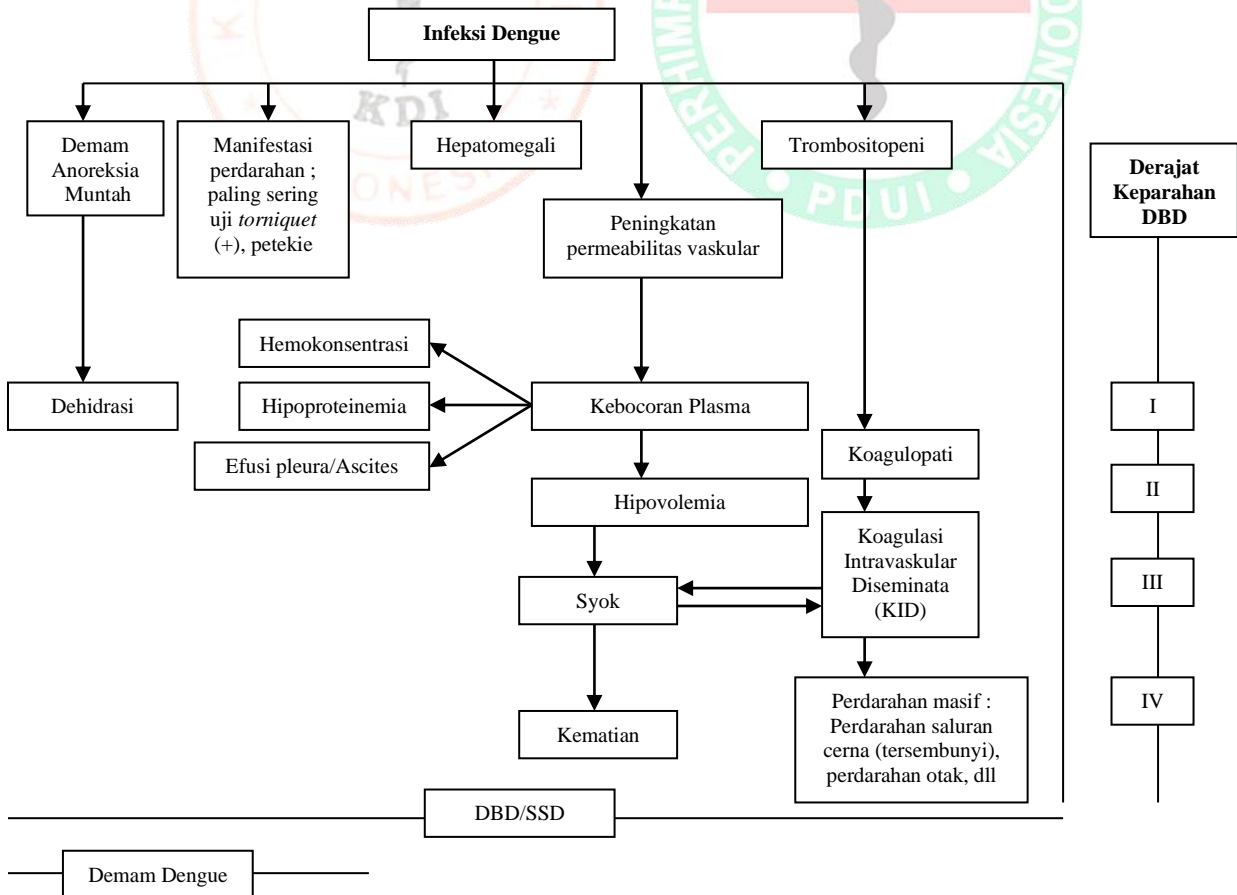 Infeksi Dengue
Demam
Anoreksia
Muntah
Manifestasi
perdarahan ;
paling sering
uji torniquet
(+), petekie
Hepatomegali
Trombositopeni
Peningkatan
permeabilitas vaskular
Derajat
Keparahan
DBD
Hemokonsentrasi
Dehidrasi
Hipoproteinemia
Kebocoran Plasma
I
Efusi pleura/Ascites
Koagulopati
II
Hipovolemia
Koagulasi
Intravaskular
Diseminata
(KID)
Syok
III
Perdarahan masif :
Perdarahan saluran
cerna (tersembunyi),
perdarahan otak, dll
IV
Kematian
DBD/SSD
Demam Dengue
KDI
PDUI